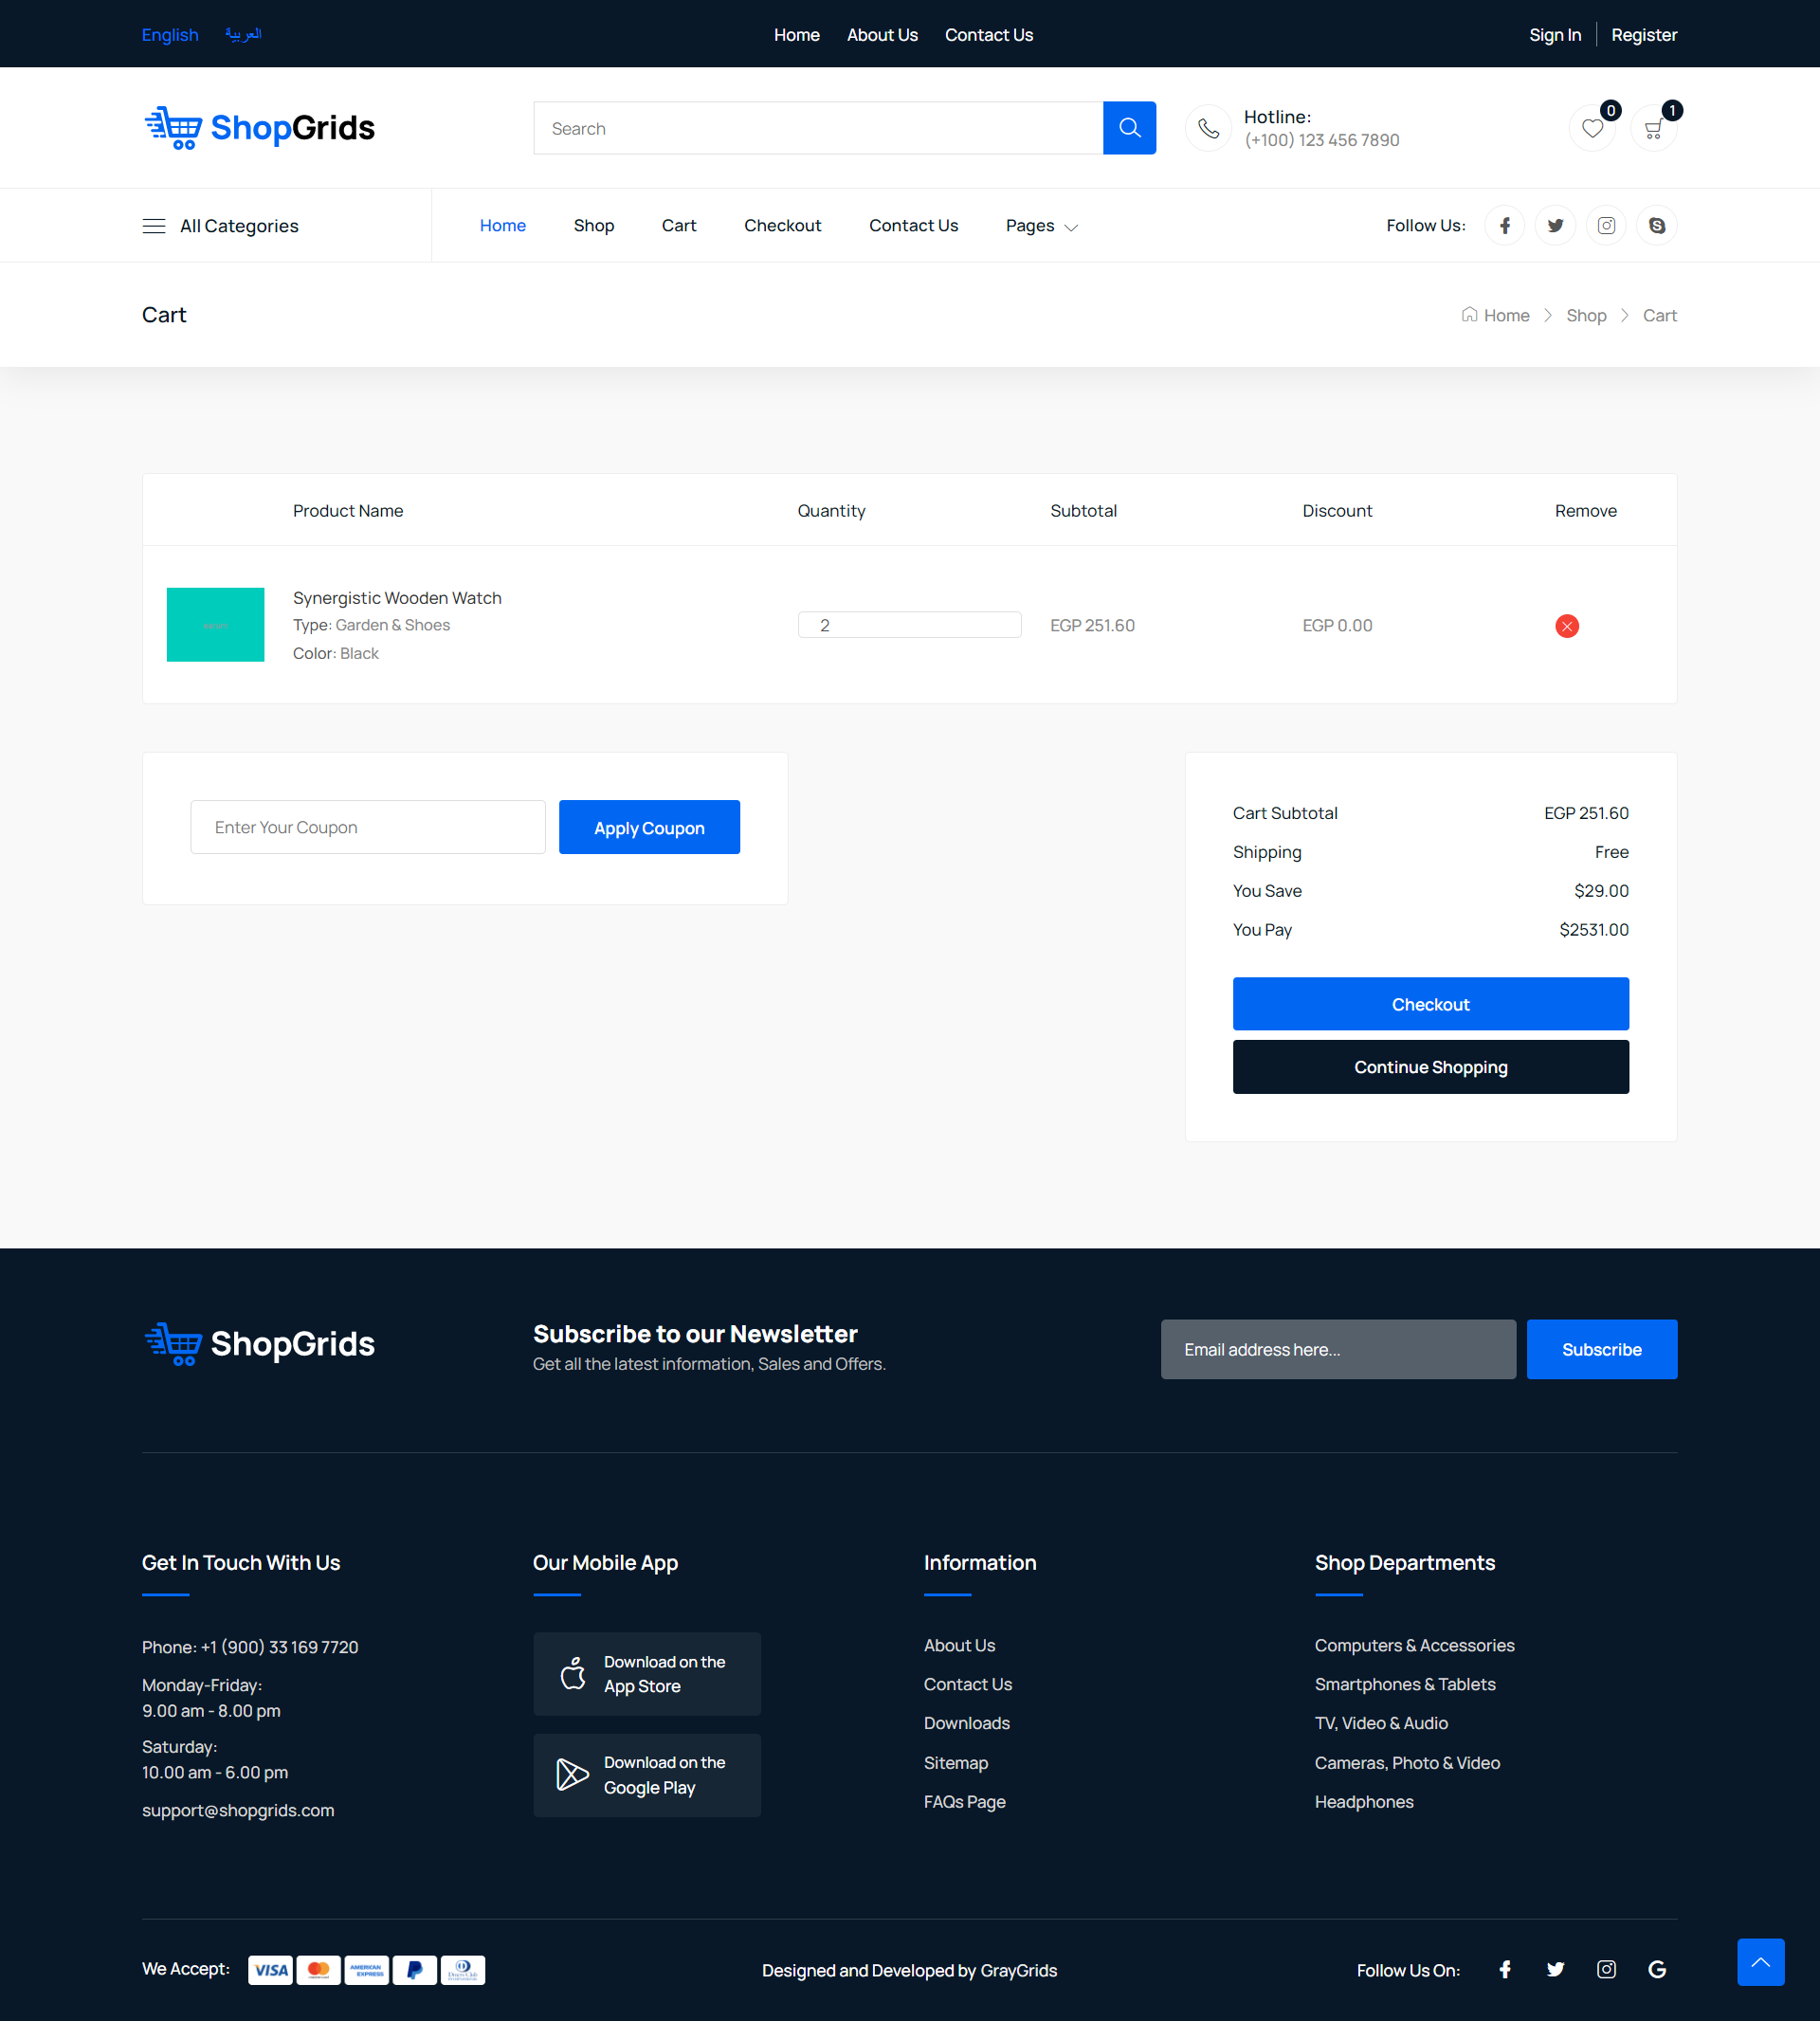 English العربية
Home About Us Contact Us
Sign In Register
ShopGrids
Search
Hotline:
(+100) 123 456 7890
0
1
All Categories
Home Shop Cart Checkout Contact Us Pages
Follow Us:
Cart
Home Shop Cart
Product Name Quantity Subtotal Discount Remove
Synergistic Wooden Watch
Type: Garden & Shoes
Color: Black
2
EGP 251.60
EGP 0.00
Enter Your Coupon
Apply Coupon
Cart Subtotal EGP 251.60
Shipping Free
You Save $29.00
You Pay $2531.00
Checkout
Continue Shopping
ShopGrids
Subscribe to our Newsletter
Get all the latest information, Sales and Offers.
Email address here...
Subscribe
Get In Touch With Us
Phone: +1 (900) 33 169 7720
Monday-Friday:
9.00 am - 8.00 pm
Saturday:
10.00 am - 6.00 pm
support@shopgrids.com
Our Mobile App
Download on the
App Store
Download on the
Google Play
Information
About Us
Contact Us
Downloads
Sitemap
FAQs Page
Shop Departments
Computers & Accessories
Smartphones & Tablets
TV, Video & Audio
Cameras, Photo & Video
Headphones
We Accept:
VISA
AMERICAN
EXPRESS
Diners Club
Designed and Developed by GrayGrids
Follow Us On: